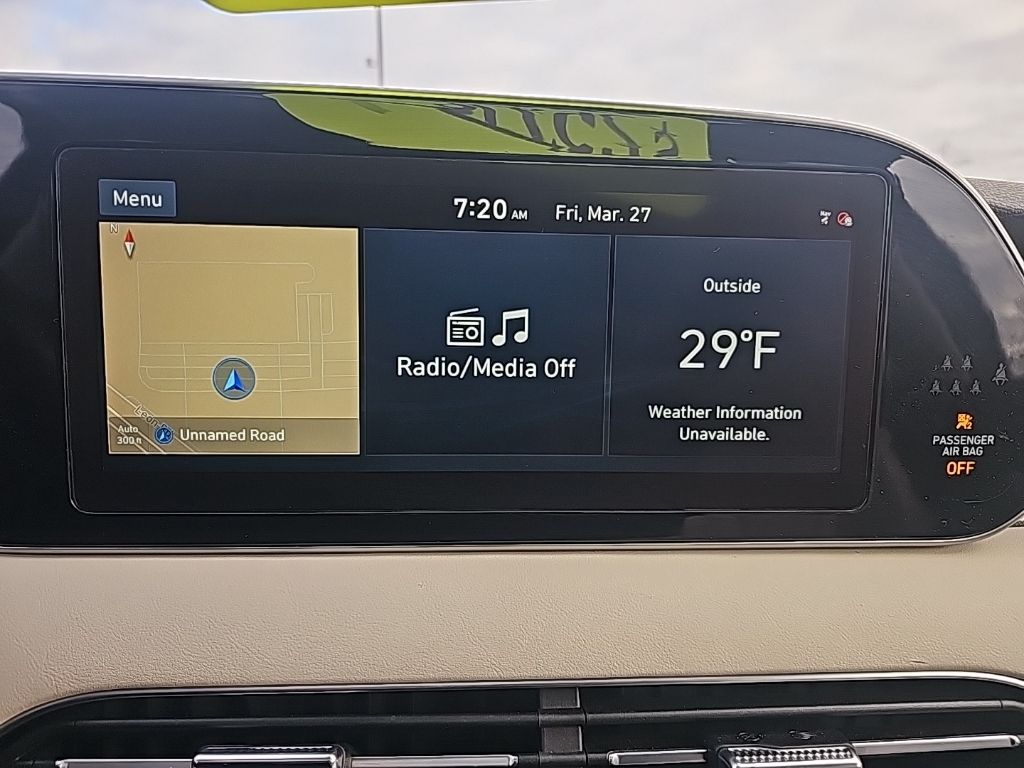 Menu
7:20 AM Fri, Mar. 27
Nav
N
Auto
300 ft
Unnamed Road
Radio/Media Off
Outside
29°F
Weather Information
Unavailable.
PASSENGER
AIR BAG
OFF